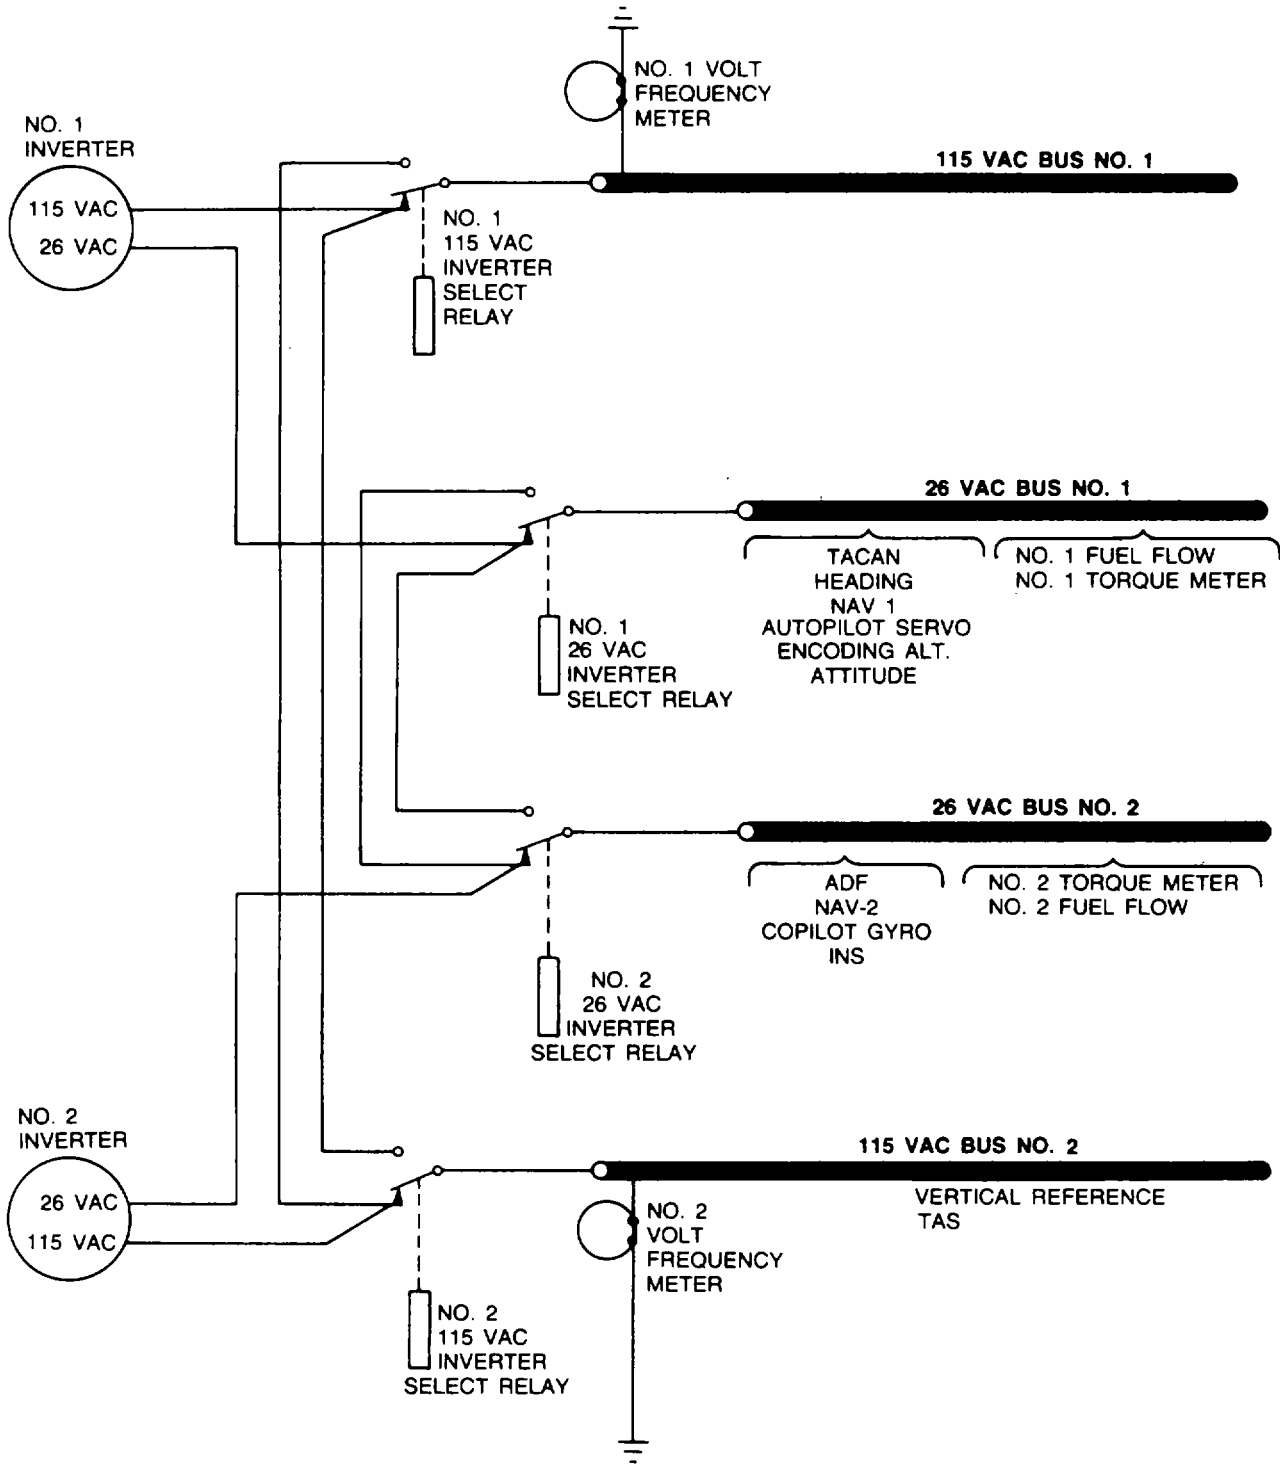 NO. 1 VOLT
FREQUENCY
METER
NO. 1
INVERTER
115 VAC
26 VAC
115 VAC BUS NO. 1
NO. 1
115 VAC
INVERTER
SELECT
RELAY
26 VAC BUS NO. 1
TACAN
HEADING
NAV 1
AUTOPILOT SERVO
ENCODING ALT.
ATTITUDE
NO. 1 FUEL FLOW
NO. 1 TORQUE METER
NO. 1
26 VAC
INVERTER
SELECT RELAY
26 VAC BUS NO. 2
ADF
NAV-2
COPILOT GYRO
INS
NO. 2 TORQUE METER
NO. 2 FUEL FLOW
NO. 2
26 VAC
INVERTER
SELECT RELAY
NO. 2
INVERTER
26 VAC
115 VAC
115 VAC BUS NO. 2
VERTICAL REFERENCE
TAS
NO. 2
VOLT
FREQUENCY
METER
NO. 2
115 VAC
INVERTER
SELECT RELAY